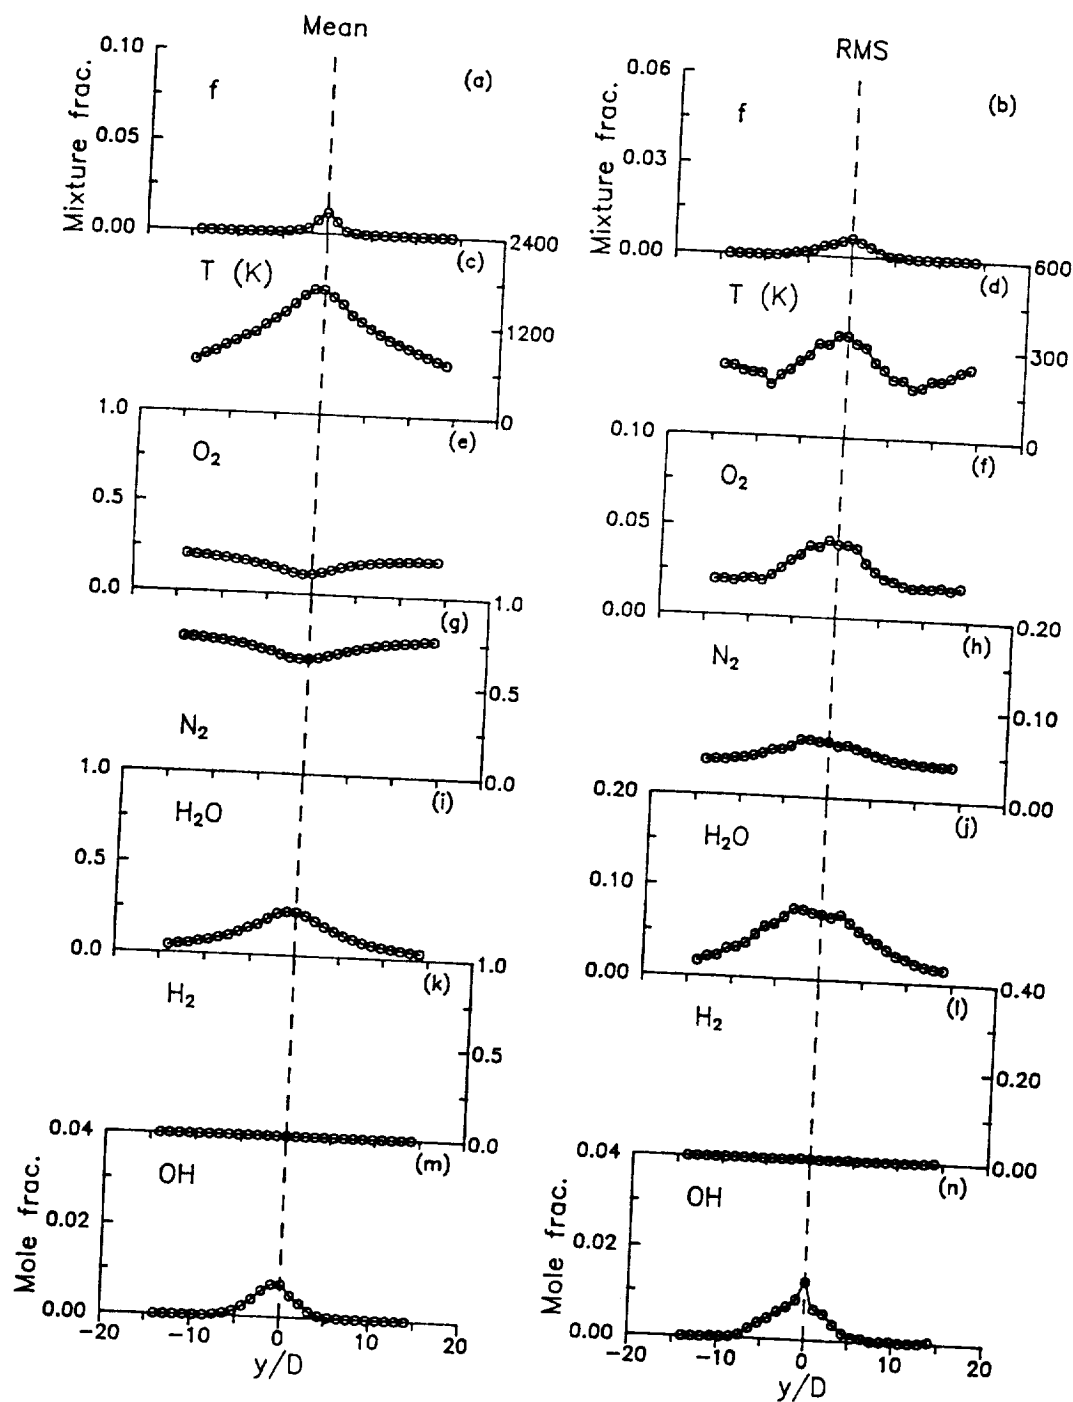 Mean
0.10
f
(a)
Mixture frac.
0.05
0.00
2400
(c)
T (K)
1200
0
1.0
(e)
O2
0.5
0.0
1.0
(g)
0.5
N2
0.0
1.0
(i)
H2O
0.5
0.0
1.0
(k)
H2
0.5
0.0
0.04
(m)
OH
Mole frac.
0.02
0.00
-20 -10 0 10 20
y/D
RMS
0.06
f
(b)
Mixture frac.
0.03
0.00
600
(d)
T (K)
300
0
0.10
(f)
O2
0.05
0.00
0.20
(h)
N2
0.10
0.00
0.20
(j)
H2O
0.10
0.00
0.40
(l)
H2
0.20
0.00
0.04
(n)
OH
Mole frac.
0.02
0.00
-20 -10 0 10 20
y/D